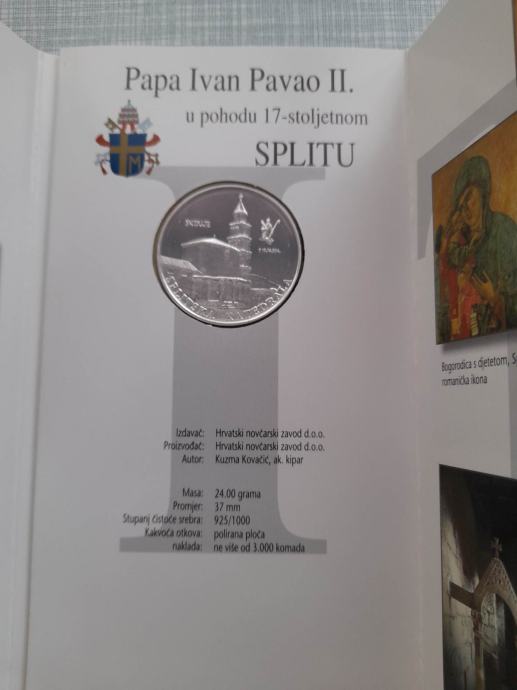 Papa Ivan Pavao II.
u pohodu 17-stoljetnom
SPLITU
SPLITSKA KATEDRALA
Izdavač: Hrvatski novčarski zavod d.o.o.
Proizvođač: Hrvatski novčarski zavod d.o.o.
Autor: Kuzma Kovačić, ak. kipar
Masa: 24.00 grama
Promjer: 37 mm
Stupanj čistoće srebra: 925/1000
Kakvoća otkova: polirana ploča
naklada: ne više od 3.000 komada
Bogorodica s djetetom,
romanička ikona